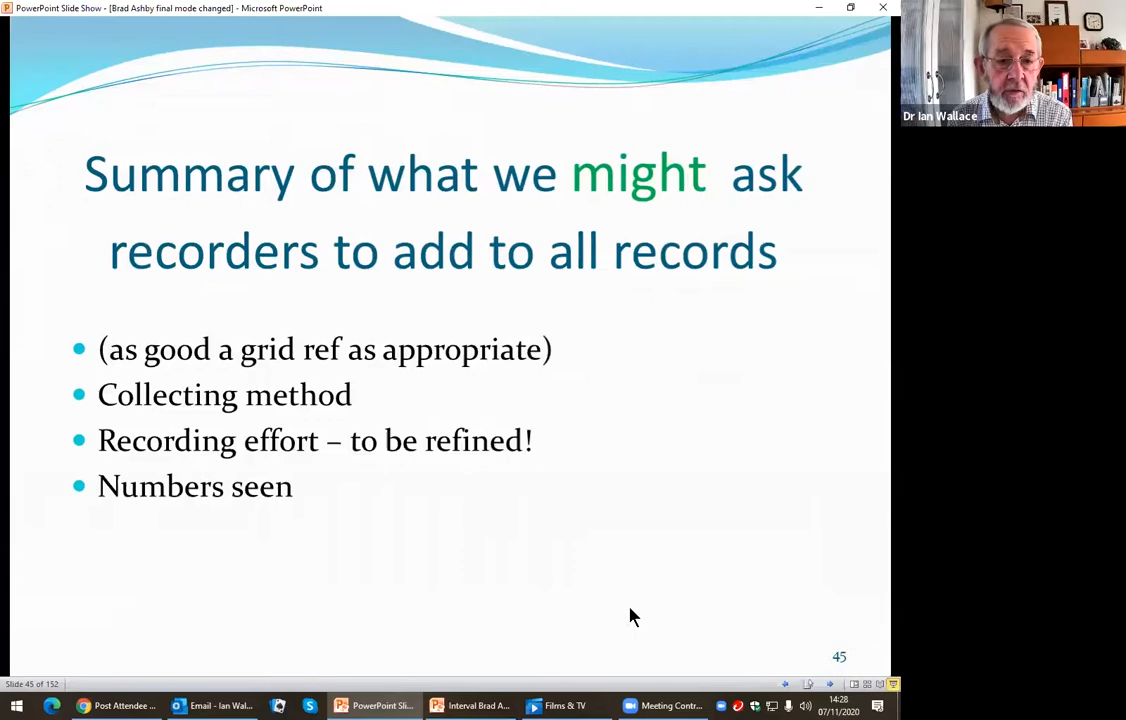 PowerPoint Slide Show - [Brad Ashby final mode changed] - Microsoft PowerPoint
Dr Ian Wallace
Summary of what we might ask
recorders to add to all records
• (as good a grid ref as appropriate)
• Collecting method
• Recording effort – to be refined!
• Numbers seen
45
Slide 45 of 152
Post Attendee ...
Email - Ian Wal...
PowerPoint Sli...
Interval Brad A...
Films & TV
Meeting Contr...
14:28
07/11/2020